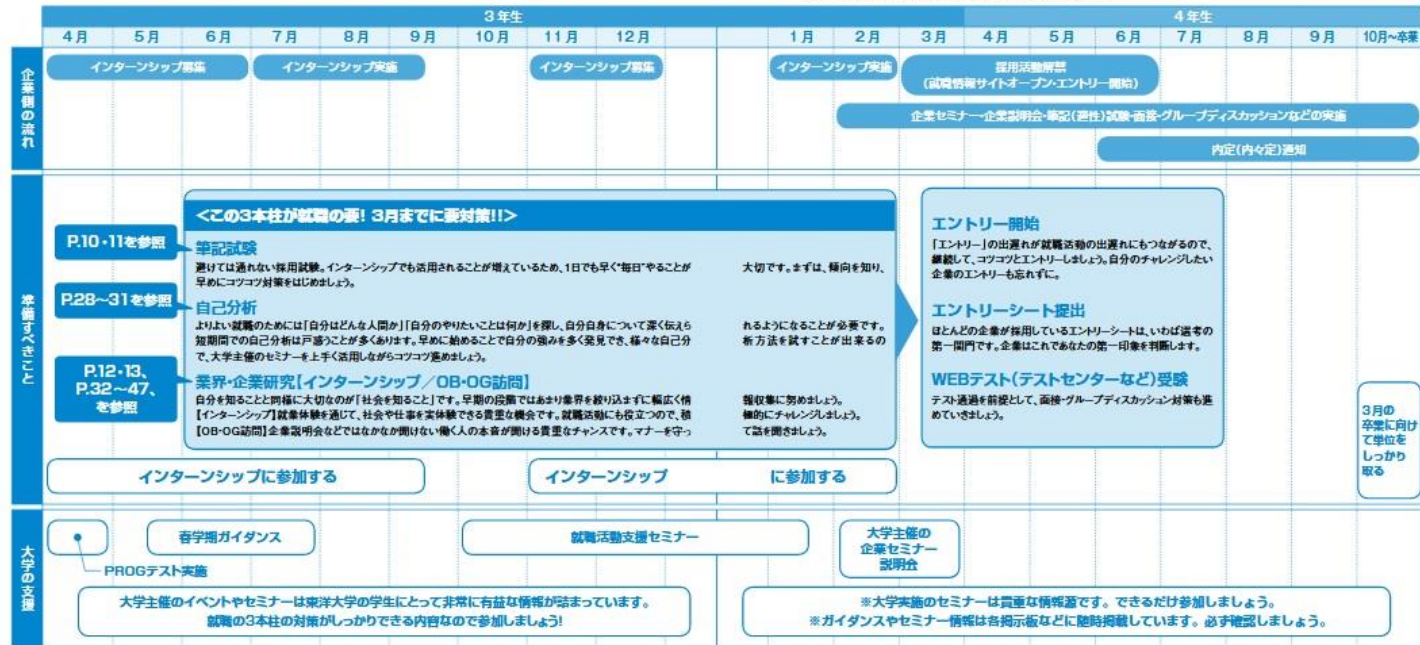 3年生
4年生
4月 5月 6月 7月 8月 9月 10月 11月 12月 1月 2月 3月 4月 5月 6月 7月 8月 9月 10月〜卒業
企業側の流れ
インターンシップ募集
インターンシップ実施
インターンシップ募集
インターンシップ実施
採用活動解禁
(就職情報サイトオープン・エントリー開始)
企業セミナー・企業説明会・筆記(適性)試験・面接・グループディスカッションなどの実施
内定(内々定)通知
準備すべきこと
<この3本柱が就職の要! 3月までに要対策!!>
P.10・11を参照
筆記試験
避けては通れない採用試験。インターンシップでも活用されることが増えているため、1日でも早く“毎日”やることが 大切です。まずは、傾向を知り、
早めにコツコツ対策をはじめましょう。
P.28〜31を参照
自己分析
よりよい就職のためには「自分はどんな人間か」「自分のやりたいことは何か」を探し、自分自身について深く伝えら れるようになることが必要です。
短期間での自己分析は戸惑うことが多くあります。早めに始めることで自分の強みを多く発見でき、様々な自己分 析方法を試すことが出来るの
で、大学主催のセミナーを上手く活用しながらコツコツ進めましょう。
P.12・13、
P.32〜47、
を参照
業界・企業研究【インターンシップ/OB・OG訪問】
自分を知ることと同様に大切なのが「社会を知ること」です。早期の段階ではあまり業界を絞り込まずに幅広く情 報収集に努めましょう。
【インターンシップ】就業体験を通じて、社会や仕事を実体験できる貴重な機会です。就職活動にも役立つので、積 極的にチャレンジしましょう。
【OB・OG訪問】企業説明会などではなかなか聞けない働く人の本音が聞ける貴重なチャンスです。マナーを守っ て話を聞きましょう。
エントリー開始
「エントリー」の出遅れが就職活動の出遅れにもつながるので、
継続して、コツコツとエントリーしましょう。自分のチャレンジしたい
企業のエントリーも忘れずに。
エントリーシート提出
ほとんどの企業が採用しているエントリーシートは、いわば選考の
第一関門です。企業はこれであなたの第一印象を判断します。
WEBテスト(テストセンターなど)受験
テスト通過を前提として、面接・グループディスカッション対策も進
めていきましょう。
3月の
卒業に向け
て単位を
しっかり
取る
インターンシップに参加する
インターンシップ に参加する
大学の支援
PROGテスト実施
春学期ガイダンス
就職活動支援セミナー
大学主催の
企業セミナー
説明会
大学主催のイベントやセミナーは東洋大学の学生にとって非常に有益な情報が詰まっています。
就職の3本柱の対策がしっかりできる内容なので参加しましょう!
※大学実施のセミナーは貴重な情報源です。できるだけ参加しましょう。
※ガイダンスやセミナー情報は各掲示板などに随時掲載しています。必ず確認しましょう。